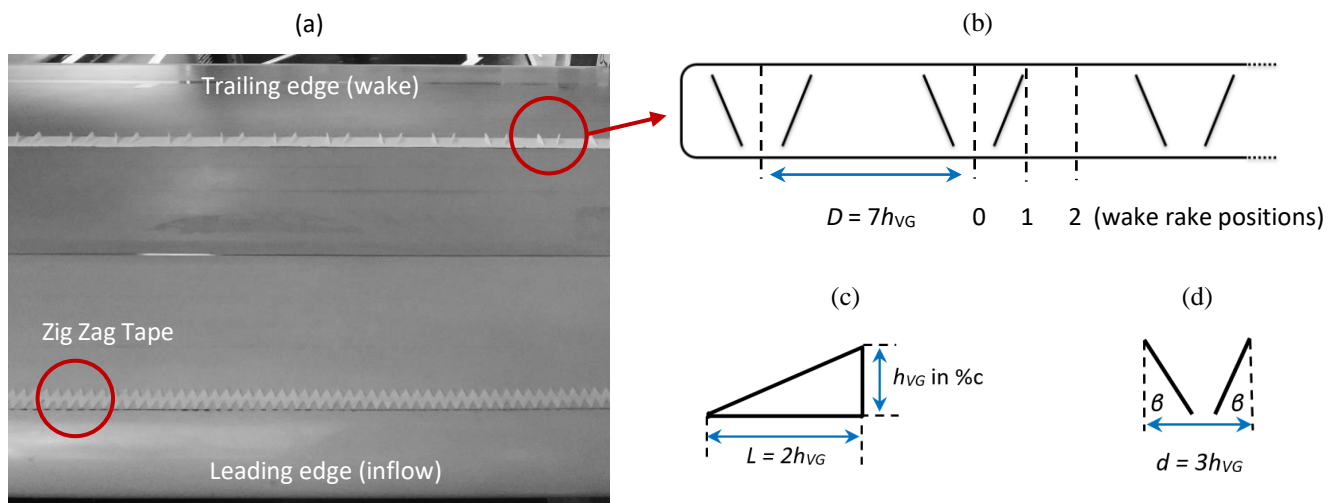 (a)
Trailing edge (wake)
Zig Zag Tape
Leading edge (inflow)
(b)
D = 7hVG
0 1 2 (wake rake positions)
(c)
hVG in %c
L = 2hVG
(d)
β β
d = 3hVG